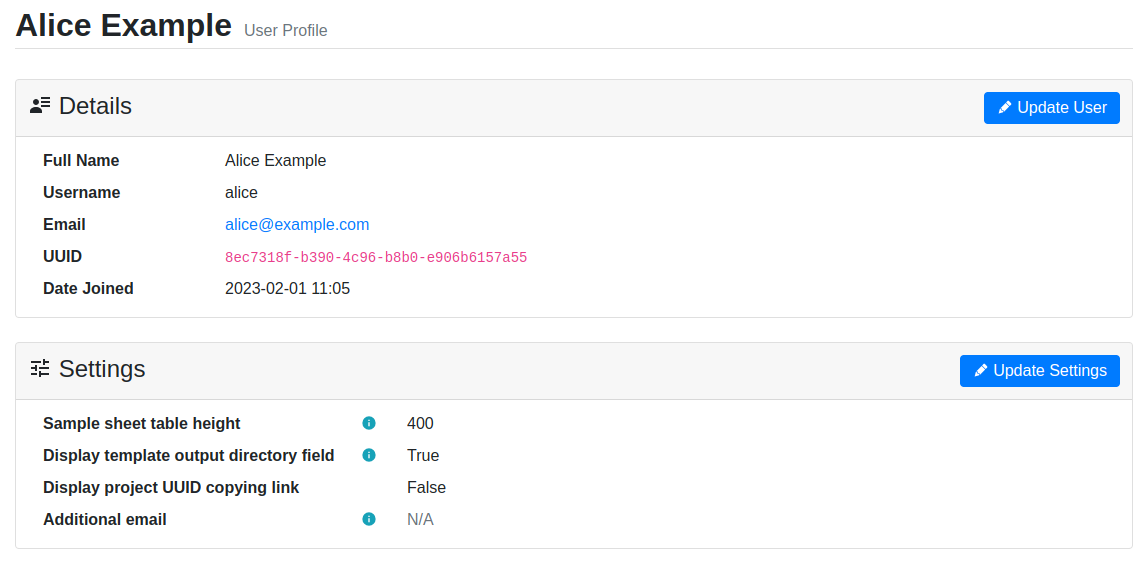 Alice Example User Profile
Details
Update User
Full Name Alice Example
Username alice
Email alice@example.com
UUID 8ec7318f-b390-4c96-b8b0-e906b6157a55
Date Joined 2023-02-01 11:05
Settings
Update Settings
Sample sheet table height 400
Display template output directory field True
Display project UUID copying link False
Additional email N/A